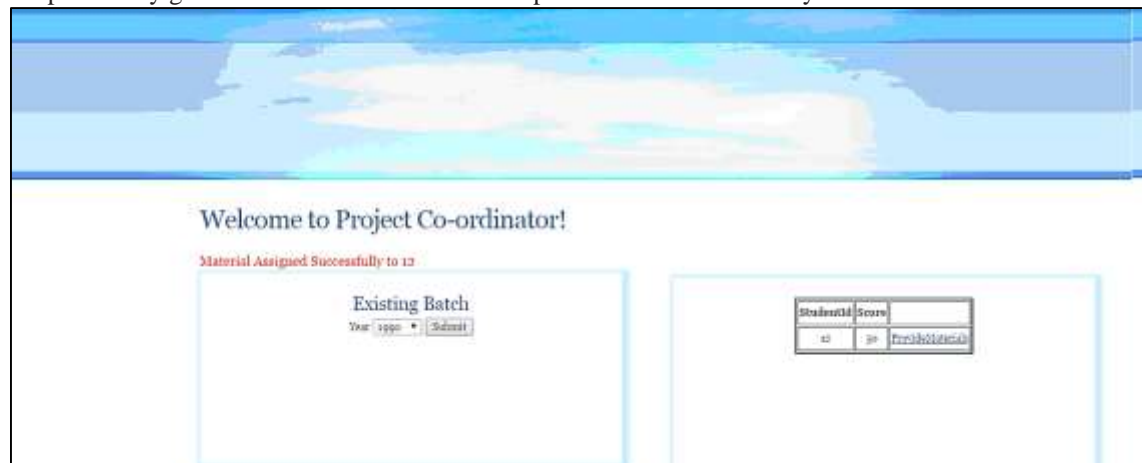 Welcome to Project Co-ordinator!
Material Assigned Successfully to 12
Existing Batch
Year 1990 Submit
StudentId Score
12 30 ProvideMaterials